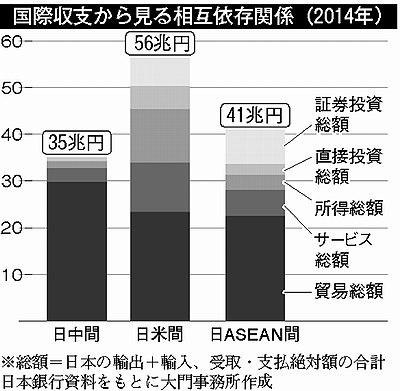 国際収支から見る相互依存関係（2014年）
60
50
40
30
20
10
35兆円
56兆円
41兆円
証券投資
総額
直接投資
総額
所得総額
サービス
総額
貿易総額
日中間
日米間
日ASEAN間
※総額＝日本の輸出＋輸入、受取・支払絶対額の合計
日本銀行資料をもとに大門事務所作成